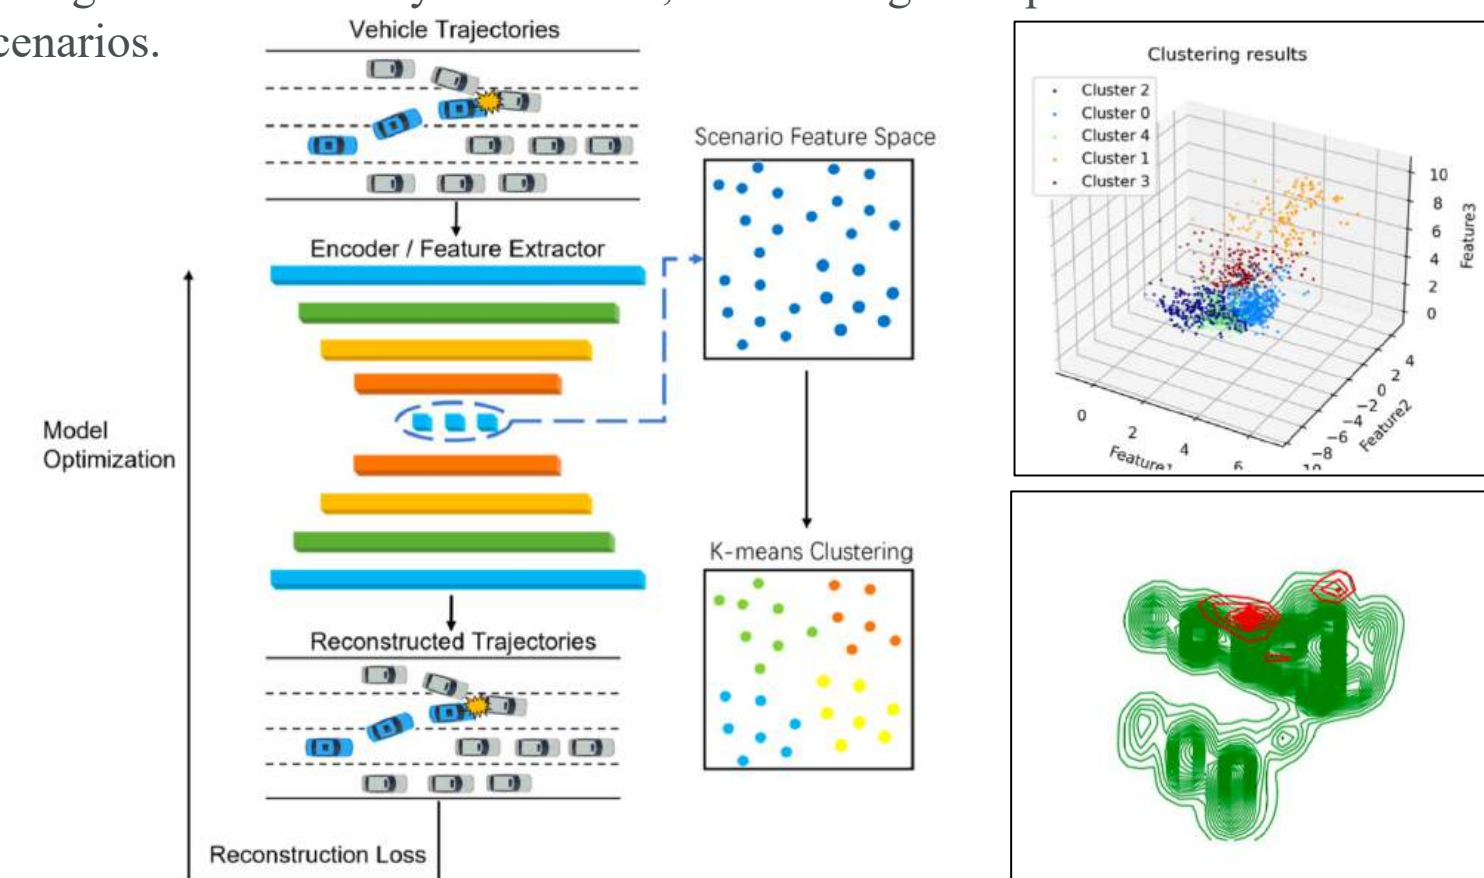 cenarios.
Vehicle Trajectories
Encoder / Feature Extractor
Model
Optimization
Reconstructed Trajectories
Reconstruction Loss
Scenario Feature Space
K-means Clustering
Clustering results
Cluster 2
Cluster 0
Cluster 4
Cluster 1
Cluster 3
10
8
6
4
2
0
Feature3
4
2
0
−2
−4
−6
−8
Feature2
0
2
4
6